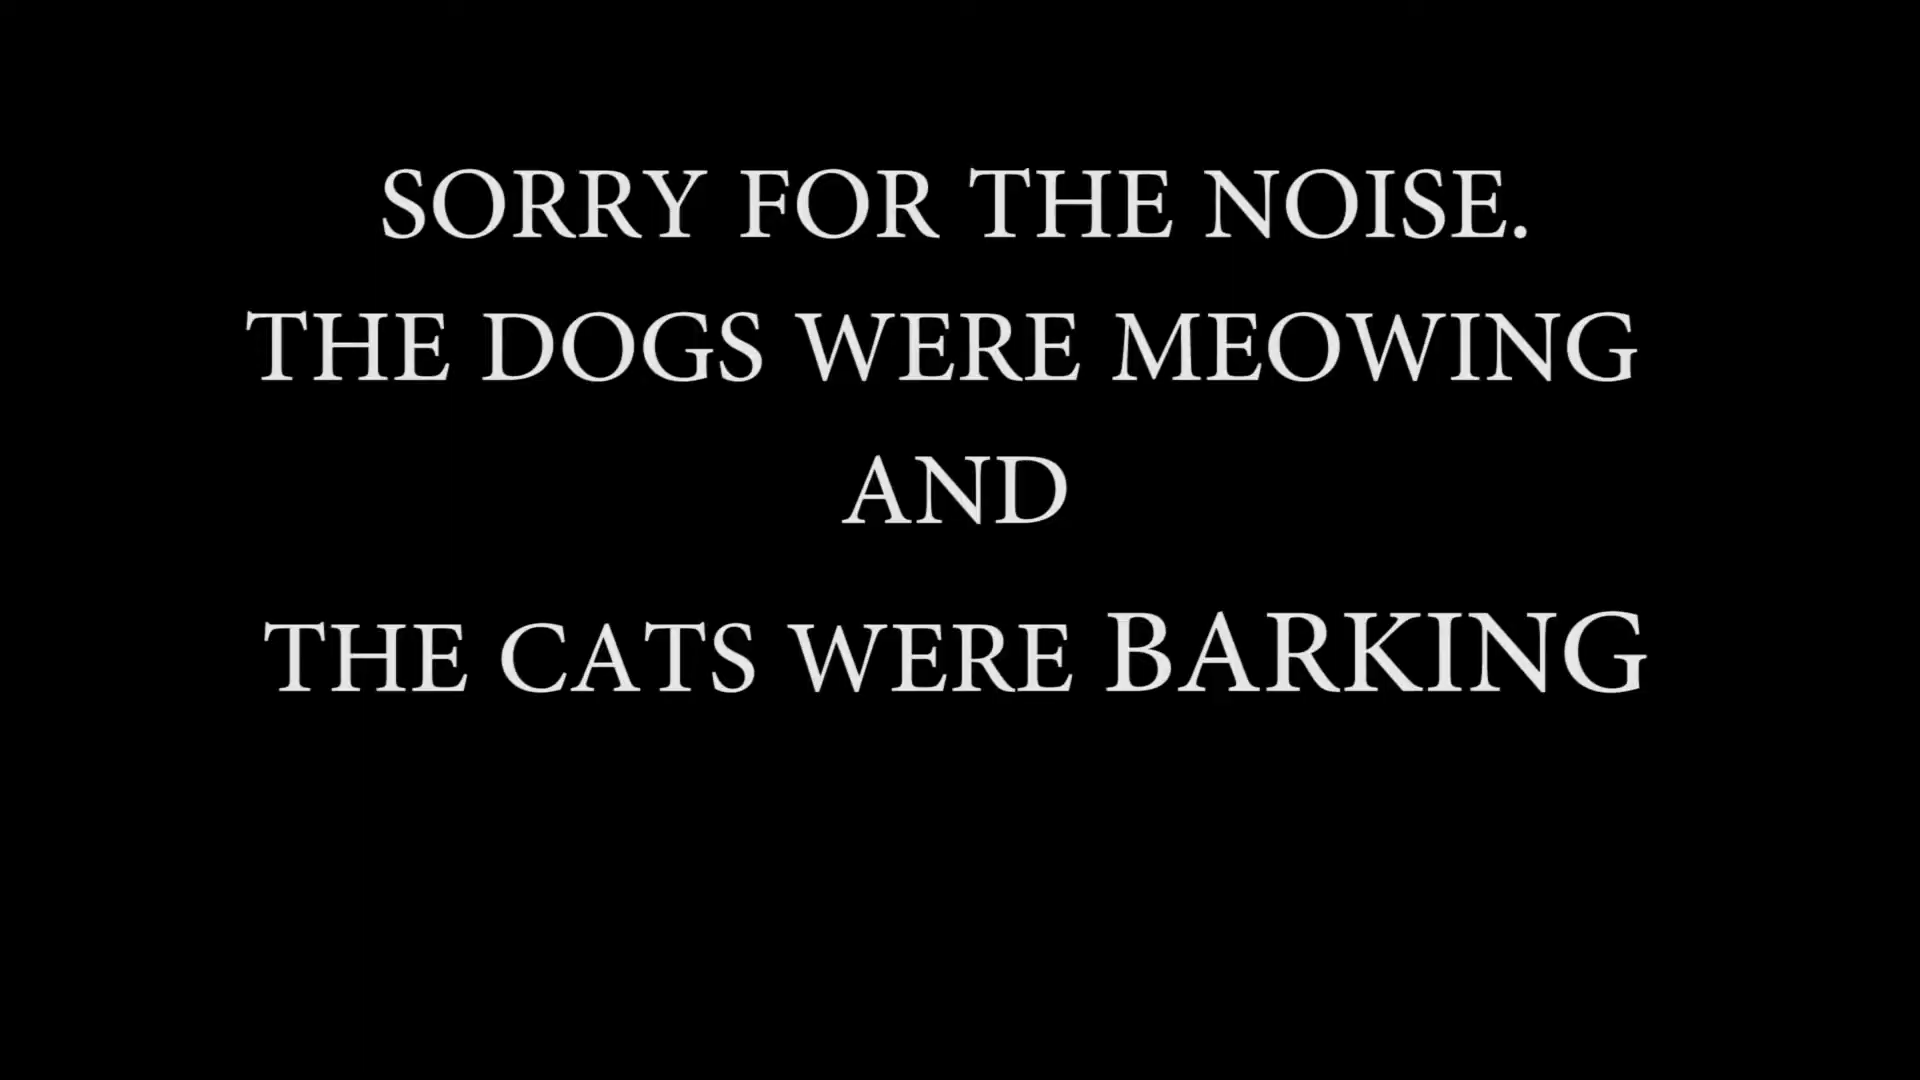 SORRY FOR THE NOISE.
THE DOGS WERE MEOWING
AND
THE CATS WERE BARKING